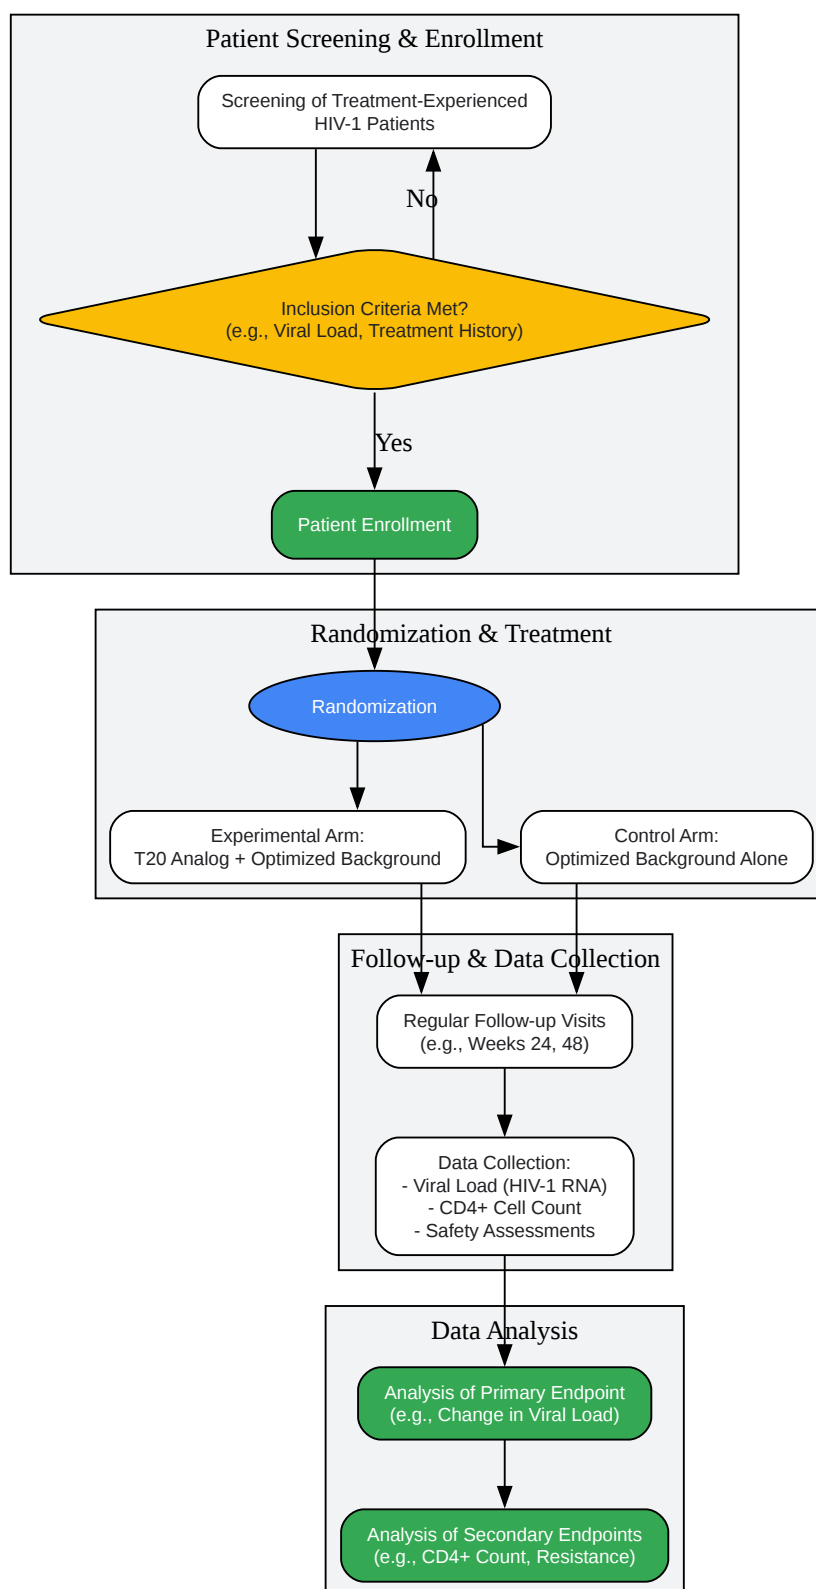 Patient Screening & Enrollment
Screening of Treatment-Experienced
HIV-1 Patients
No
Inclusion Criteria Met?
(e.g., Viral Load, Treatment History)
Yes
Patient Enrollment
Randomization & Treatment
Randomization
Experimental Arm:
T20 Analog + Optimized Background
Control Arm:
Optimized Background Alone
Follow-up & Data Collection
Regular Follow-up Visits
(e.g., Weeks 24, 48)
Data Collection:
- Viral Load (HIV-1 RNA)
- CD4+ Cell Count
- Safety Assessments
Data Analysis
Analysis of Primary Endpoint
(e.g., Change in Viral Load)
Analysis of Secondary Endpoints
(e.g., CD4+ Count, Resistance)